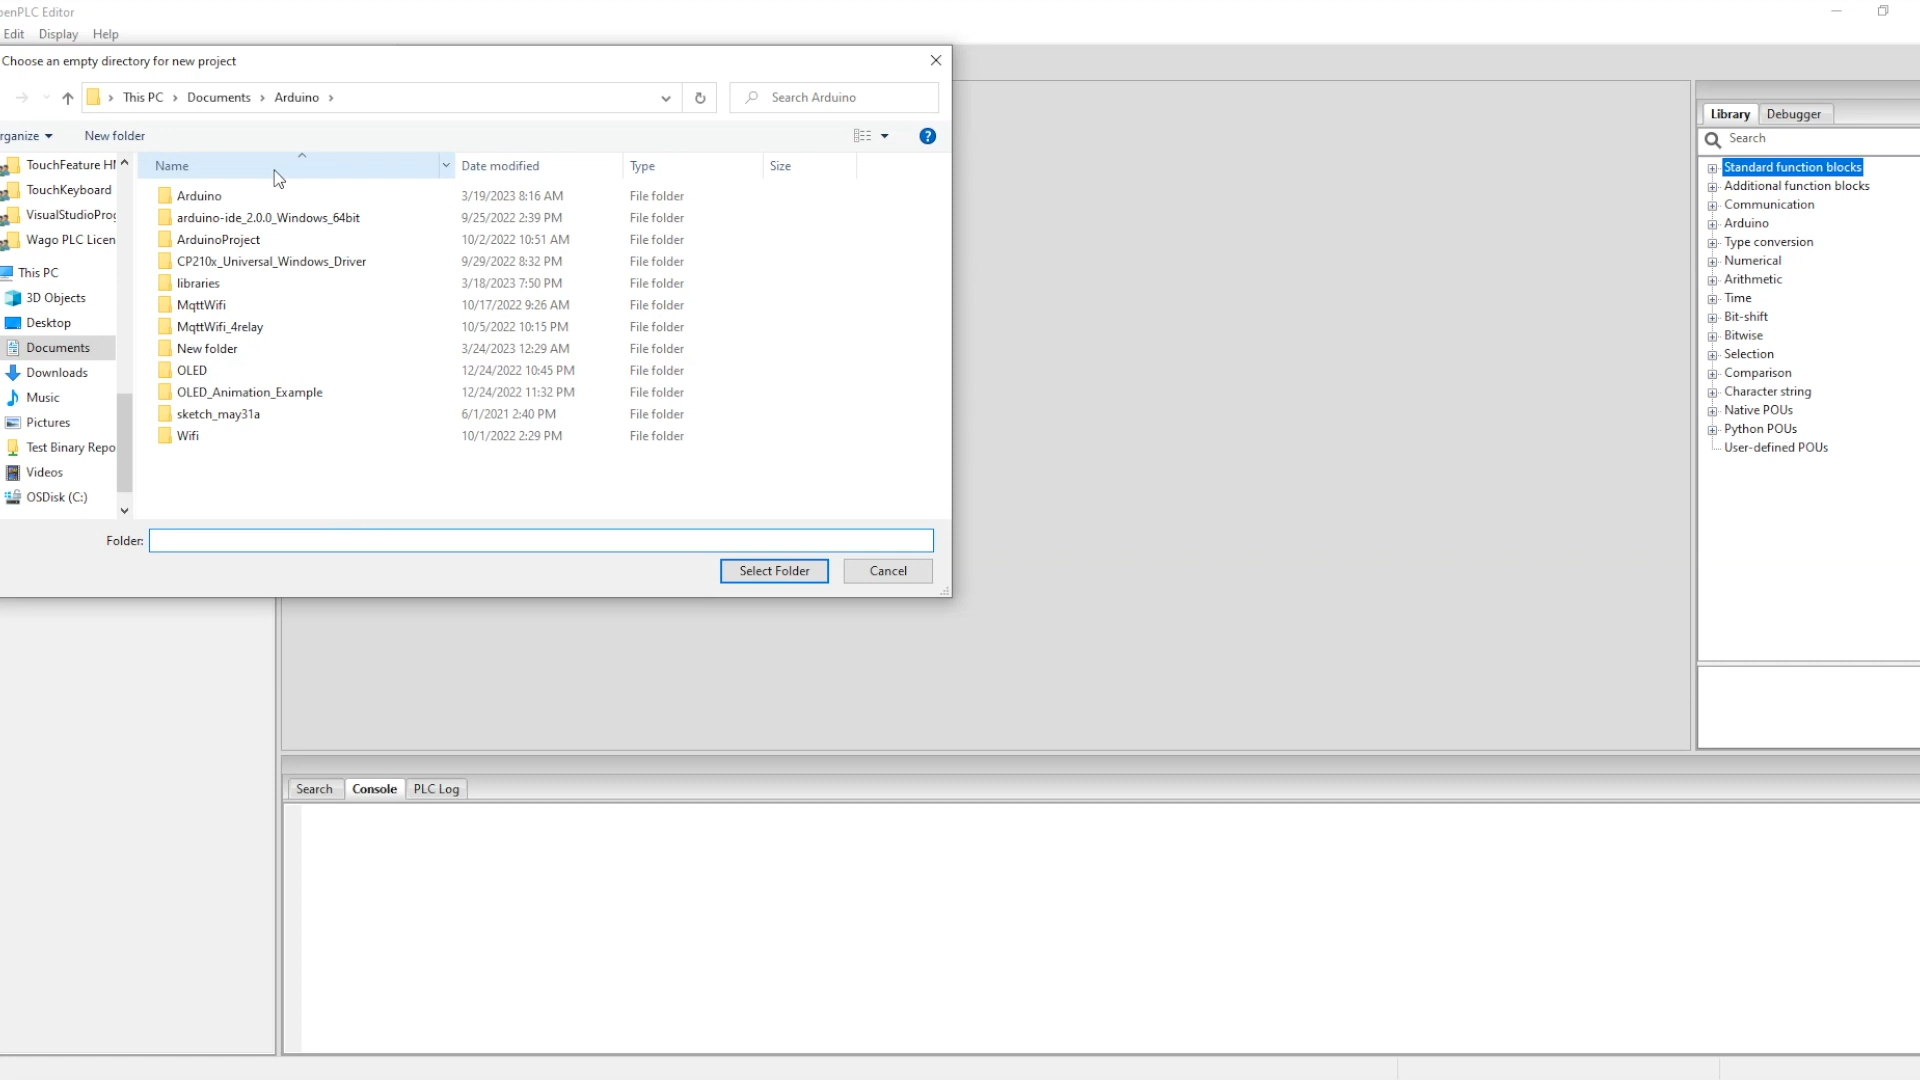 penPLC Editor
Edit Display Help
Choose an empty directory for new project
This PC > Documents > Arduino >
Search Arduino
rganize
New folder
Name Date modified Type Size
TouchFeature HI
TouchKeyboard
VisualStudioPro
Wago PLC Licen
This PC
3D Objects
Desktop
Documents
Downloads
Music
Pictures
Test Binary Repo
Videos
OSDisk (C:)
Arduino 3/19/2023 8:16 AM File folder
arduino-ide_2.0.0_Windows_64bit 9/25/2022 2:39 PM File folder
ArduinoProject 10/2/2022 10:51 AM File folder
CP210x_Universal_Windows_Driver 9/29/2022 8:32 PM File folder
libraries 3/18/2023 7:50 PM File folder
MqttWifi 10/17/2022 9:26 AM File folder
MqttWifi_4relay 10/5/2022 10:15 PM File folder
New folder 3/24/2023 12:29 AM File folder
OLED 12/24/2022 10:45 PM File folder
OLED_Animation_Example 12/24/2022 11:32 PM File folder
sketch_may31a 6/1/2021 2:40 PM File folder
Wifi 10/1/2022 2:29 PM File folder
Folder:
Select Folder Cancel
Library Debugger
Search
Standard function blocks
Additional function blocks
Communication
Arduino
Type conversion
Numerical
Arithmetic
Time
Bit-shift
Bitwise
Selection
Comparison
Character string
Native POUs
Python POUs
User-defined POUs
Search Console PLC Log